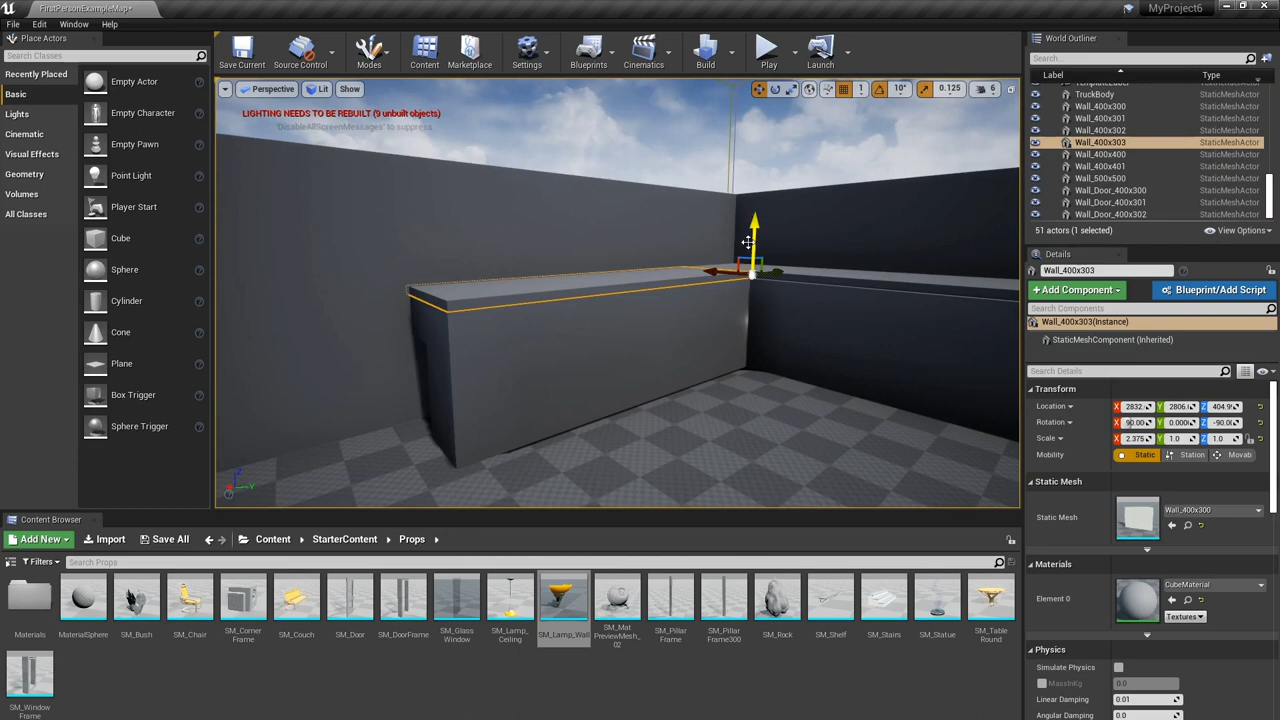 FirstPersonExampleMap*
MyProject6
File Edit Window Help
Place Actors
Search Classes
Recently Placed
Basic
Lights
Cinematic
Visual Effects
Geometry
Volumes
All Classes
Empty Actor
Empty Character
Empty Pawn
Point Light
Player Start
Cube
Sphere
Cylinder
Cone
Plane
Box Trigger
Sphere Trigger
Save Current
Source Control
Modes
Content
Marketplace
Settings
Blueprints
Cinematics
Build
Play
Launch
Perspective Lit Show
1 10° 0.125 6
LIGHTING NEEDS TO BE REBUILT (9 unbuilt objects)
'DisableAllScreenMessages' to suppress
Z
Y
World Outliner
Search...
Label Type
TruckBody StaticMeshActor
Wall_400x300 StaticMeshActor
Wall_400x301 StaticMeshActor
Wall_400x302 StaticMeshActor
Wall_400x303 StaticMeshActor
Wall_400x400 StaticMeshActor
Wall_400x401 StaticMeshActor
Wall_500x500 StaticMeshActor
Wall_Door_400x300 StaticMeshActor
Wall_Door_400x301 StaticMeshActor
Wall_Door_400x302 StaticMeshActor
51 actors (1 selected) View Options
Details
Wall_400x303
+Add Component Blueprint/Add Script
Search Components
Wall_400x303(Instance)
StaticMeshComponent (Inherited)
Search Details
Transform
Location X 2832. Y 2806. Z 404.9
Rotation X 90.00 Y 0.000 Z -90.0
Scale X 2.375 Y 1.0 Z 1.0
Mobility Static Station Movab
Static Mesh
Static Mesh Wall_400x300
Materials
Element 0 CubeMaterial
Textures
Physics
Simulate Physics
MassInKg 0.0
Linear Damping 0.01
Angular Damping 0.0
Content Browser
Add New Import Save All Content StarterContent Props
Filters Search Props
Materials
MaterialSphere
SM_Bush
SM_Chair
SM_Corner
Frame
SM_Couch
SM_Door
SM_DoorFrame
SM_Glass
Window
SM_Lamp_
Ceiling
SM_Lamp_Wall
SM_Mat
PreviewMesh_
02
SM_Pillar
Frame
SM_Pillar
Frame300
SM_Rock
SM_Shelf
SM_Stairs
SM_Statue
SM_Table
Round
SM_Window
Frame